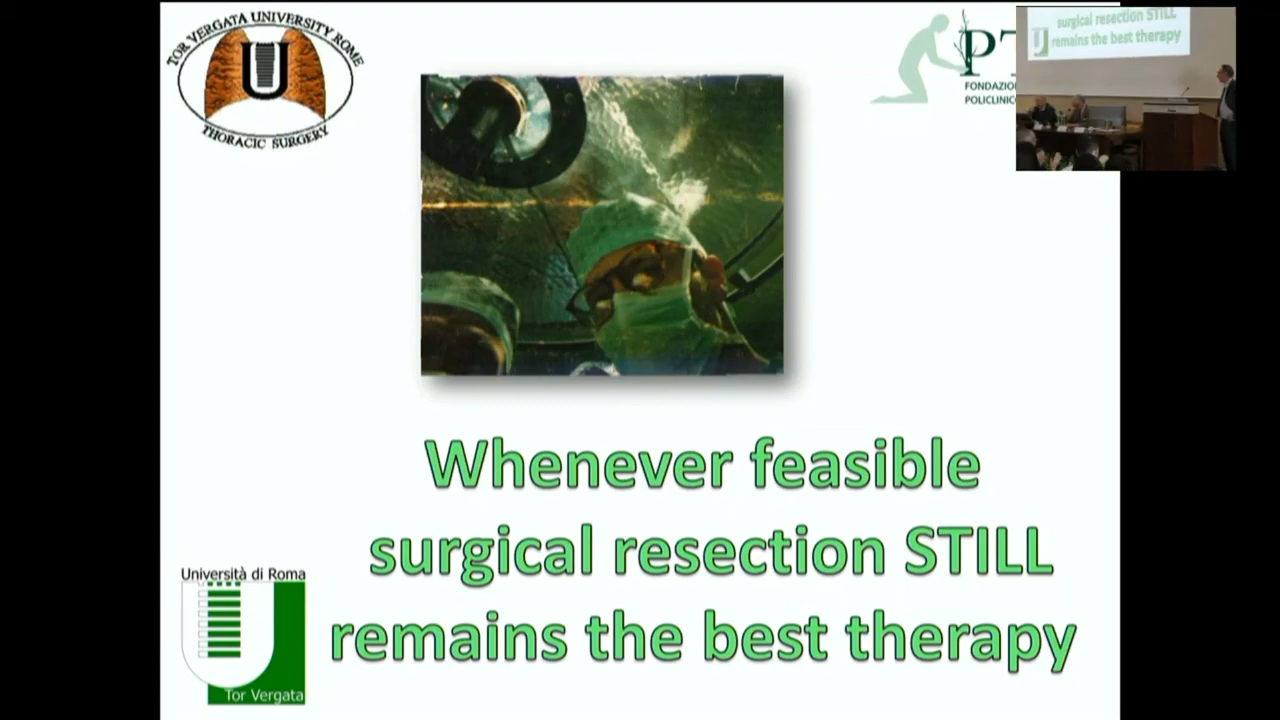 TOR VERGATA UNIVERSITY ROME
THORACIC SURGERY
PT
FONDAZIO
POLICLINIC
surgical resection STILL
remains the best therapy
Whenever feasible
surgical resection STILL
remains the best therapy
Università di Roma
Tor Vergata